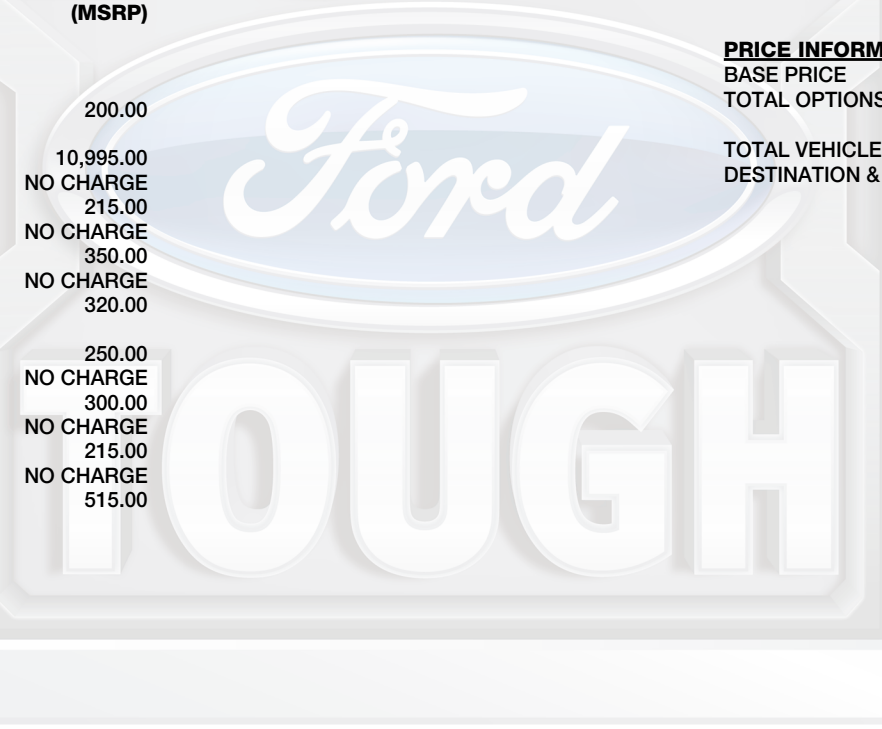 (MSRP)
200.00
10,995.00
NO CHARGE
215.00
NO CHARGE
350.00
NO CHARGE
320.00
250.00
NO CHARGE
300.00
NO CHARGE
215.00
NO CHARGE
515.00
PRICE INFORM
BASE PRICE
TOTAL OPTIONS
TOTAL VEHICLE
DESTINATION &
Ford
TOUGH